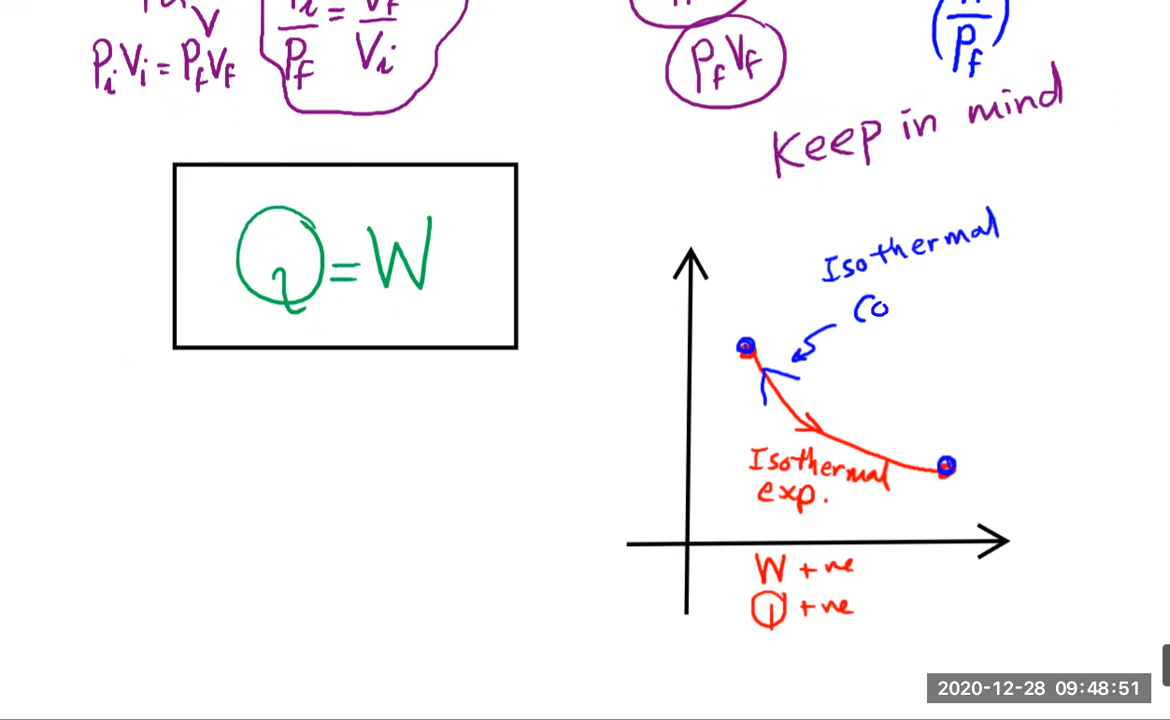 V
= Vf
Pf Vi
PiVi = PfVf
PfVf
Pf
Keep in mind
Q = W
Isothermal
Co
Isothermal
exp.
W +ve
Q +ve
2020-12-28 09:48:51